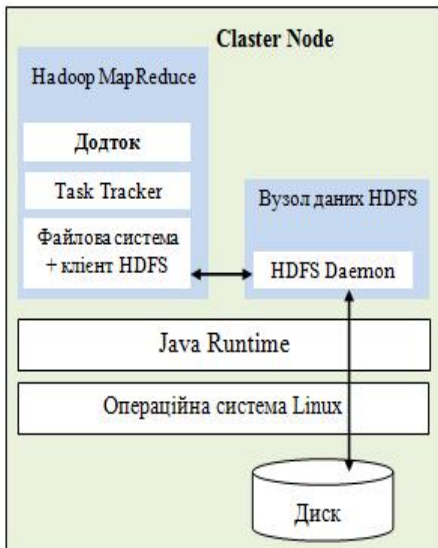 Claster Node
Hadoop MapReduce
Додток
Task Tracker
Файлова система
+ клієнт HDFS
Вузол даних HDFS
HDFS Daemon
Java Runtime
Операційна система Linux
Диск